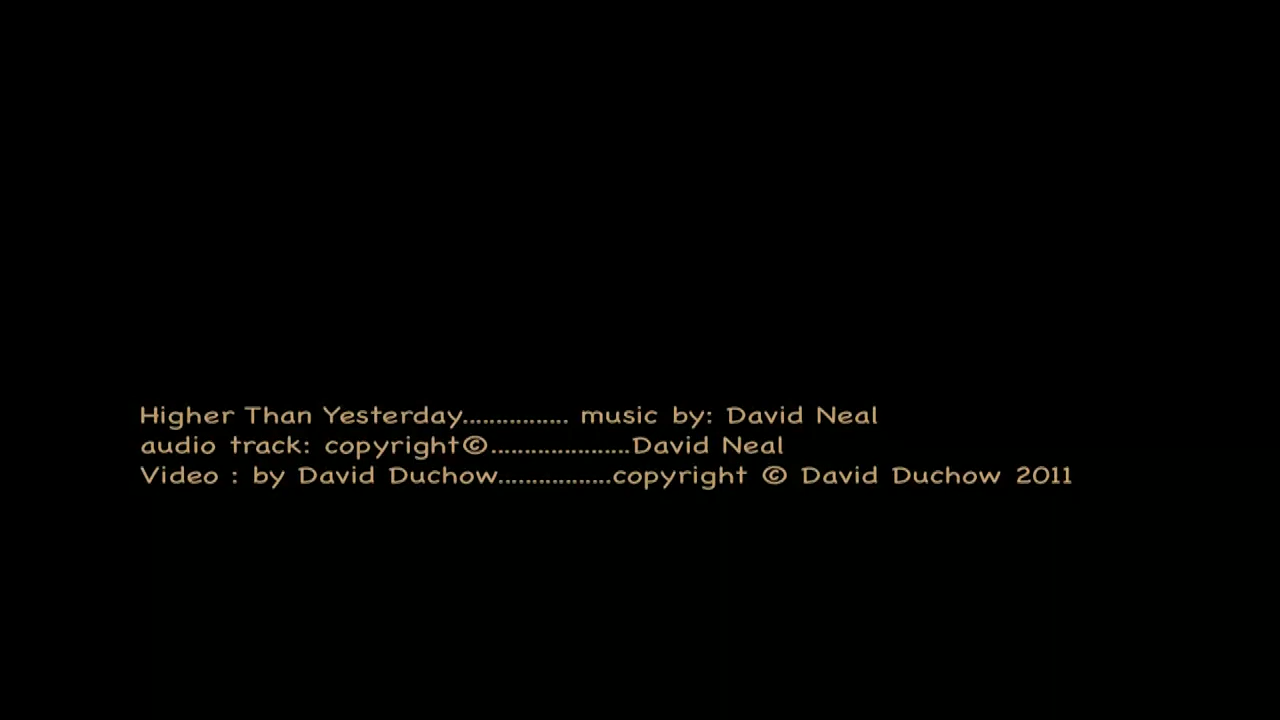 Higher Than Yesterday............... music by: David Neal
audio track: copyright©.....................David Neal
Video : by David Duchow.................copyright © David Duchow 2011